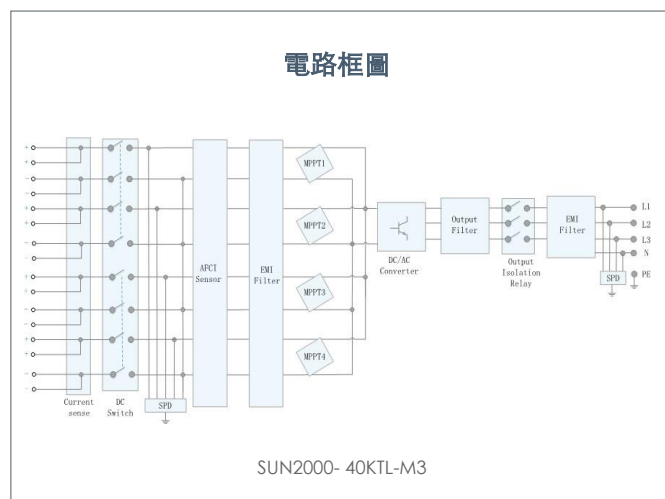 電路框圖
+
+
-
-
+
+
-
-
+
+
-
-
+
+
-
-
Current
sense
DC
Switch
SPD
AFCI
Sensor
EMI
Filter
MPPT1
MPPT2
MPPT3
MPPT4
DC/AC
Converter
Output
Filter
Output
Isolation
Relay
EMI
Filter
L1
L2
L3
N
SPD
PE
SUN2000- 40KTL-M3